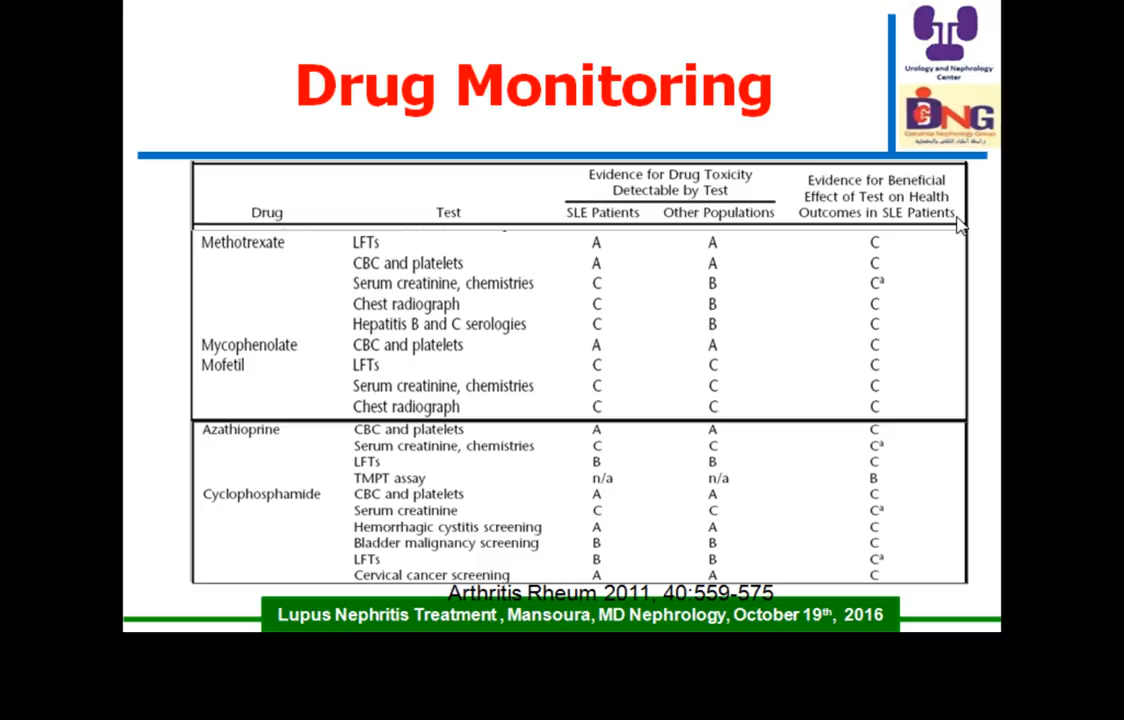 Drug Monitoring
Urology and Nephrology
Center
DNG
Evidence for Drug Toxicity
Detectable by Test
Evidence for Beneficial
Effect of Test on Health
Outcomes in SLE Patients
Drug Test SLE Patients Other Populations
Methotrexate LFTs A A C
CBC and platelets A A C
Serum creatinine, chemistries C B Cᵃ
Chest radiograph C B C
Hepatitis B and C serologies C B C
Mycophenolate CBC and platelets A A C
Mofetil LFTs C C C
Serum creatinine, chemistries C C C
Chest radiograph C C C
Azathioprine CBC and platelets A A C
Serum creatinine, chemistries C C Cᵃ
LFTs B B C
TMPT assay n/a n/a B
Cyclophosphamide CBC and platelets A A C
Serum creatinine C C Cᵃ
Hemorrhagic cystitis screening A A C
Bladder malignancy screening B B C
LFTs B B Cᵃ
Cervical cancer screening A A C
Arthritis Rheum 2011, 40:559-575
Lupus Nephritis Treatment , Mansoura, MD Nephrology, October 19th, 2016